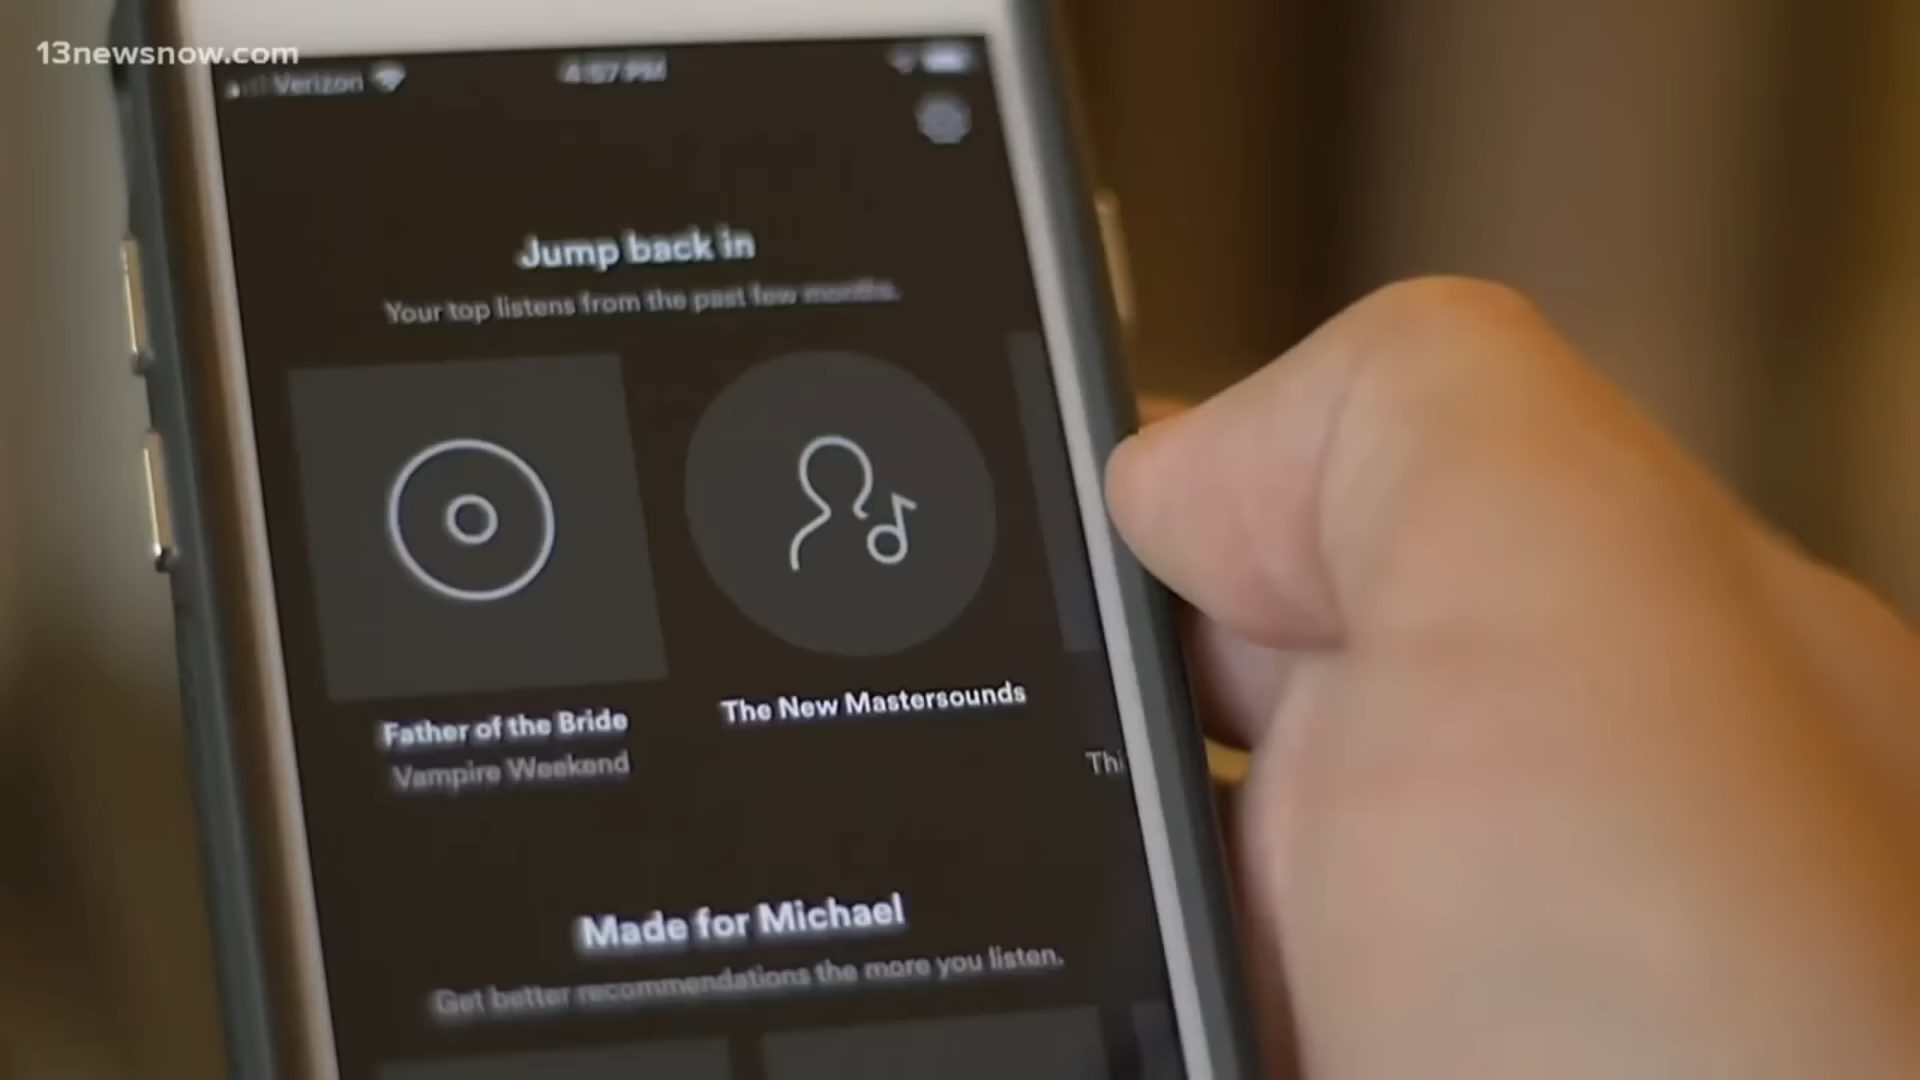 13newsnow.com
Verizon 4:57 PM
Jump back in
Your top listens from the past few months.
Father of the Bride
Vampire Weekend
The New Mastersounds
Thi
Made for Michael
Get better recommendations the more you listen.